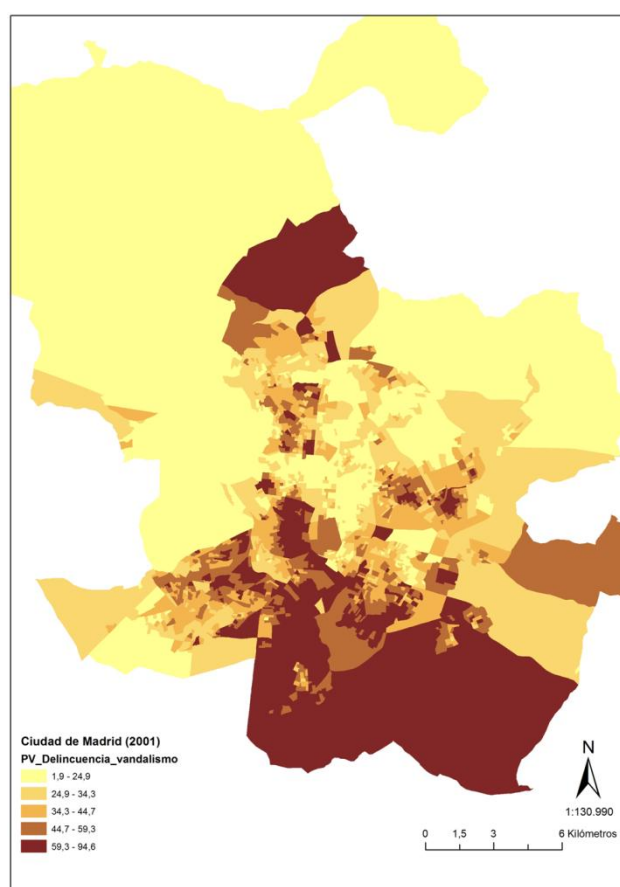 Ciudad de Madrid (2001)
PV_Delincuencia_vandalismo
1,9 - 24,9
24,9 - 34,3
34,3 - 44,7
44,7 - 59,3
59,3 - 94,6
N
1:130.990
0 1,5 3 6 Kilómetros